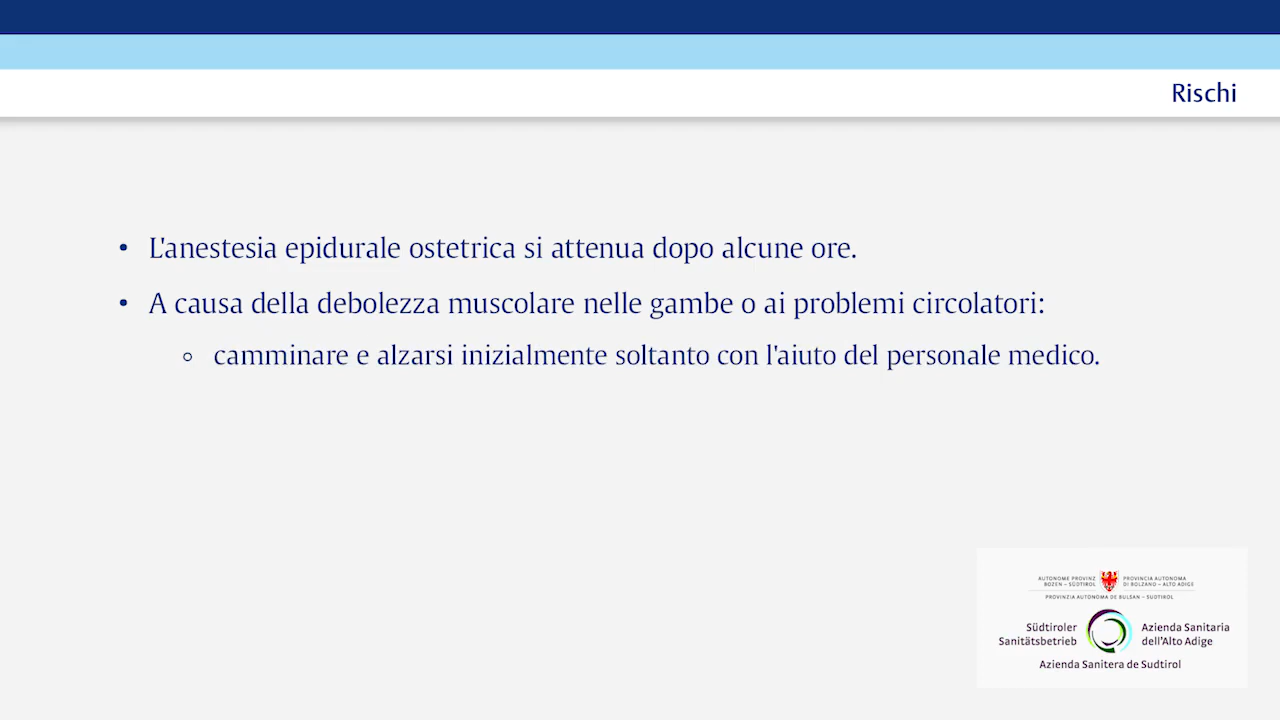 Rischi
• L'anestesia epidurale ostetrica si attenua dopo alcune ore.
• A causa della debolezza muscolare nelle gambe o ai problemi circolatori:
◦ camminare e alzarsi inizialmente soltanto con l'aiuto del personale medico.
AUTONOME PROVINZ BOZEN – SÜDTIROL
PROVINCIA AUTONOMA DI BOLZANO – ALTO ADIGE
PROVINZIA AUTONOMA DE BULSAN – SÜDTIROL
Südtiroler Sanitätsbetrieb
Azienda Sanitaria dell'Alto Adige
Azienda Sanitera de Sudtirol